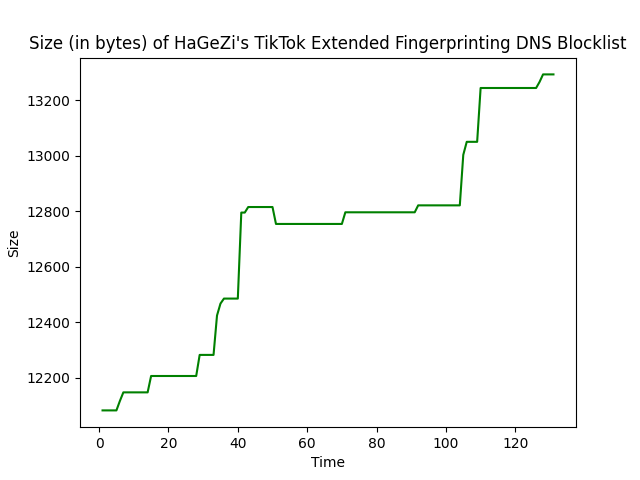 Size (in bytes) of HaGeZi's TikTok Extended Fingerprinting DNS Blocklist
13200
13000
12800
12600
12400
12200
Size
0 20 40 60 80 100 120
Time